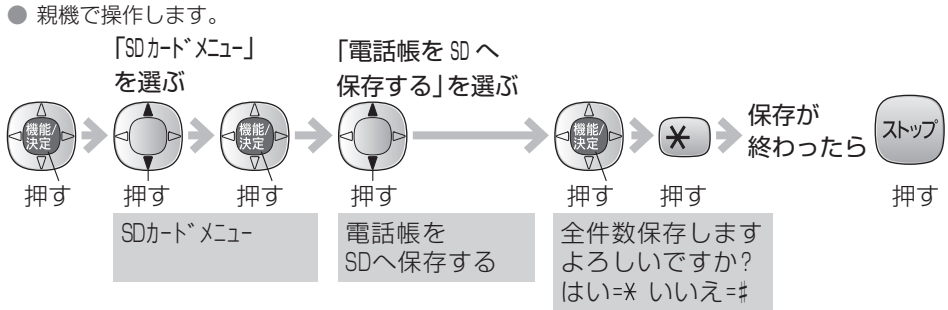 ● 親機で操作します。
「SDカードメニュー」
を選ぶ
「電話帳を SD へ
保存する」を選ぶ
機能/
決定
機能/
決定
機能/
決定
＊
保存が
終わったら
ストップ
押す
押す
押す
押す
押す
押す
押す
SDカード メニュー
電話帳を
SDへ保存する
全件数保存します
よろしいですか?
はい=＊ いいえ=♯